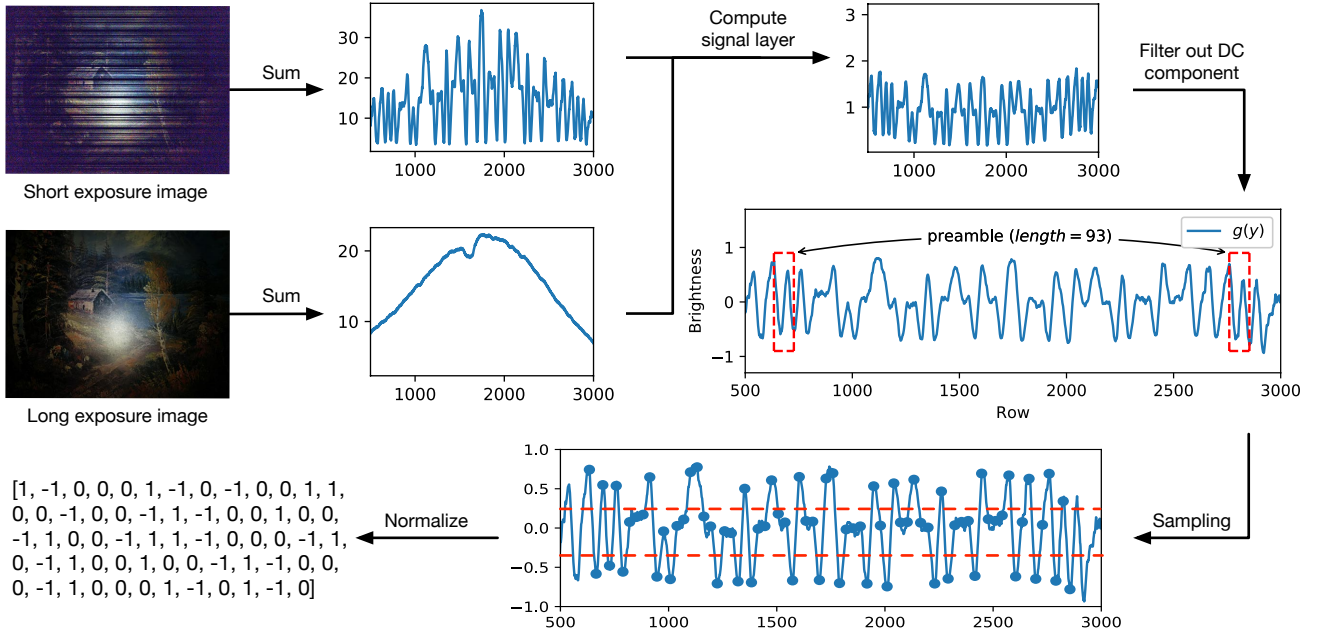 Short exposure image
Sum
30
20
10
1000
2000
3000
Compute
signal layer
3
2
1
1000
2000
3000
Filter out DC
component
Long exposure image
Sum
20
10
1000
2000
3000
preamble (length = 93)
g(y)
Brightness
1
0
−1
500
1000
1500
2000
2500
3000
Row
Sampling
1.0
0.5
0.0
−0.5
−1.0
500
1000
1500
2000
2500
3000
Normalize
[1, -1, 0, 0, 0, 1, -1, 0, -1, 0, 0, 1, 1,
0, 0, -1, 0, 0, -1, 1, -1, 0, 0, 1, 0, 0,
-1, 1, 0, 0, -1, 1, 1, -1, 0, 0, 0, -1, 1,
0, -1, 1, 0, 0, 1, 0, 0, -1, 1, -1, 0, 0,
0, -1, 1, 0, 0, 0, 1, -1, 0, 1, -1, 0]